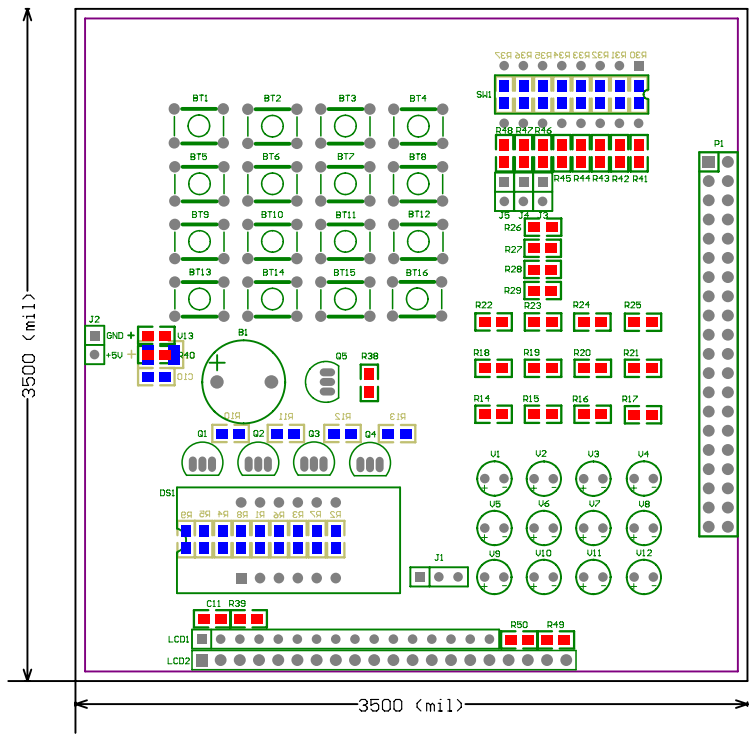 R37 R36 R35 R34 R33 R32 R31 R30
SW1
BT1 BT2 BT3 BT4
R48 R47 R46
P1
BT5 BT6 BT7 BT8
R45 R44 R43 R42 R41
BT9 BT10 BT11 BT12
J5 J4 J3
R26
R27
BT13 BT14 BT15 BT16
R28
R29
R22 R23 R24 R25
J2
GND + V13
+5V + R40
B1
Q5 R38
R18 R19 R20 R21
C10
+
3500 (mil)
R14 R15 R16 R17
R10 R11 R12 R13
Q1 Q2 Q3 Q4
V1 V2 V3 V4
+ - + - + - + -
DS1
V5 V6 V7 V8
+ - + - + - + -
R9 R5 R4 R8 R1 R6 R3 R7 R2
V9 V10 V11 V12
+ - + - + - + -
J1
C11 R39
R50 R49
LCD1
LCD2
3500 (mil)